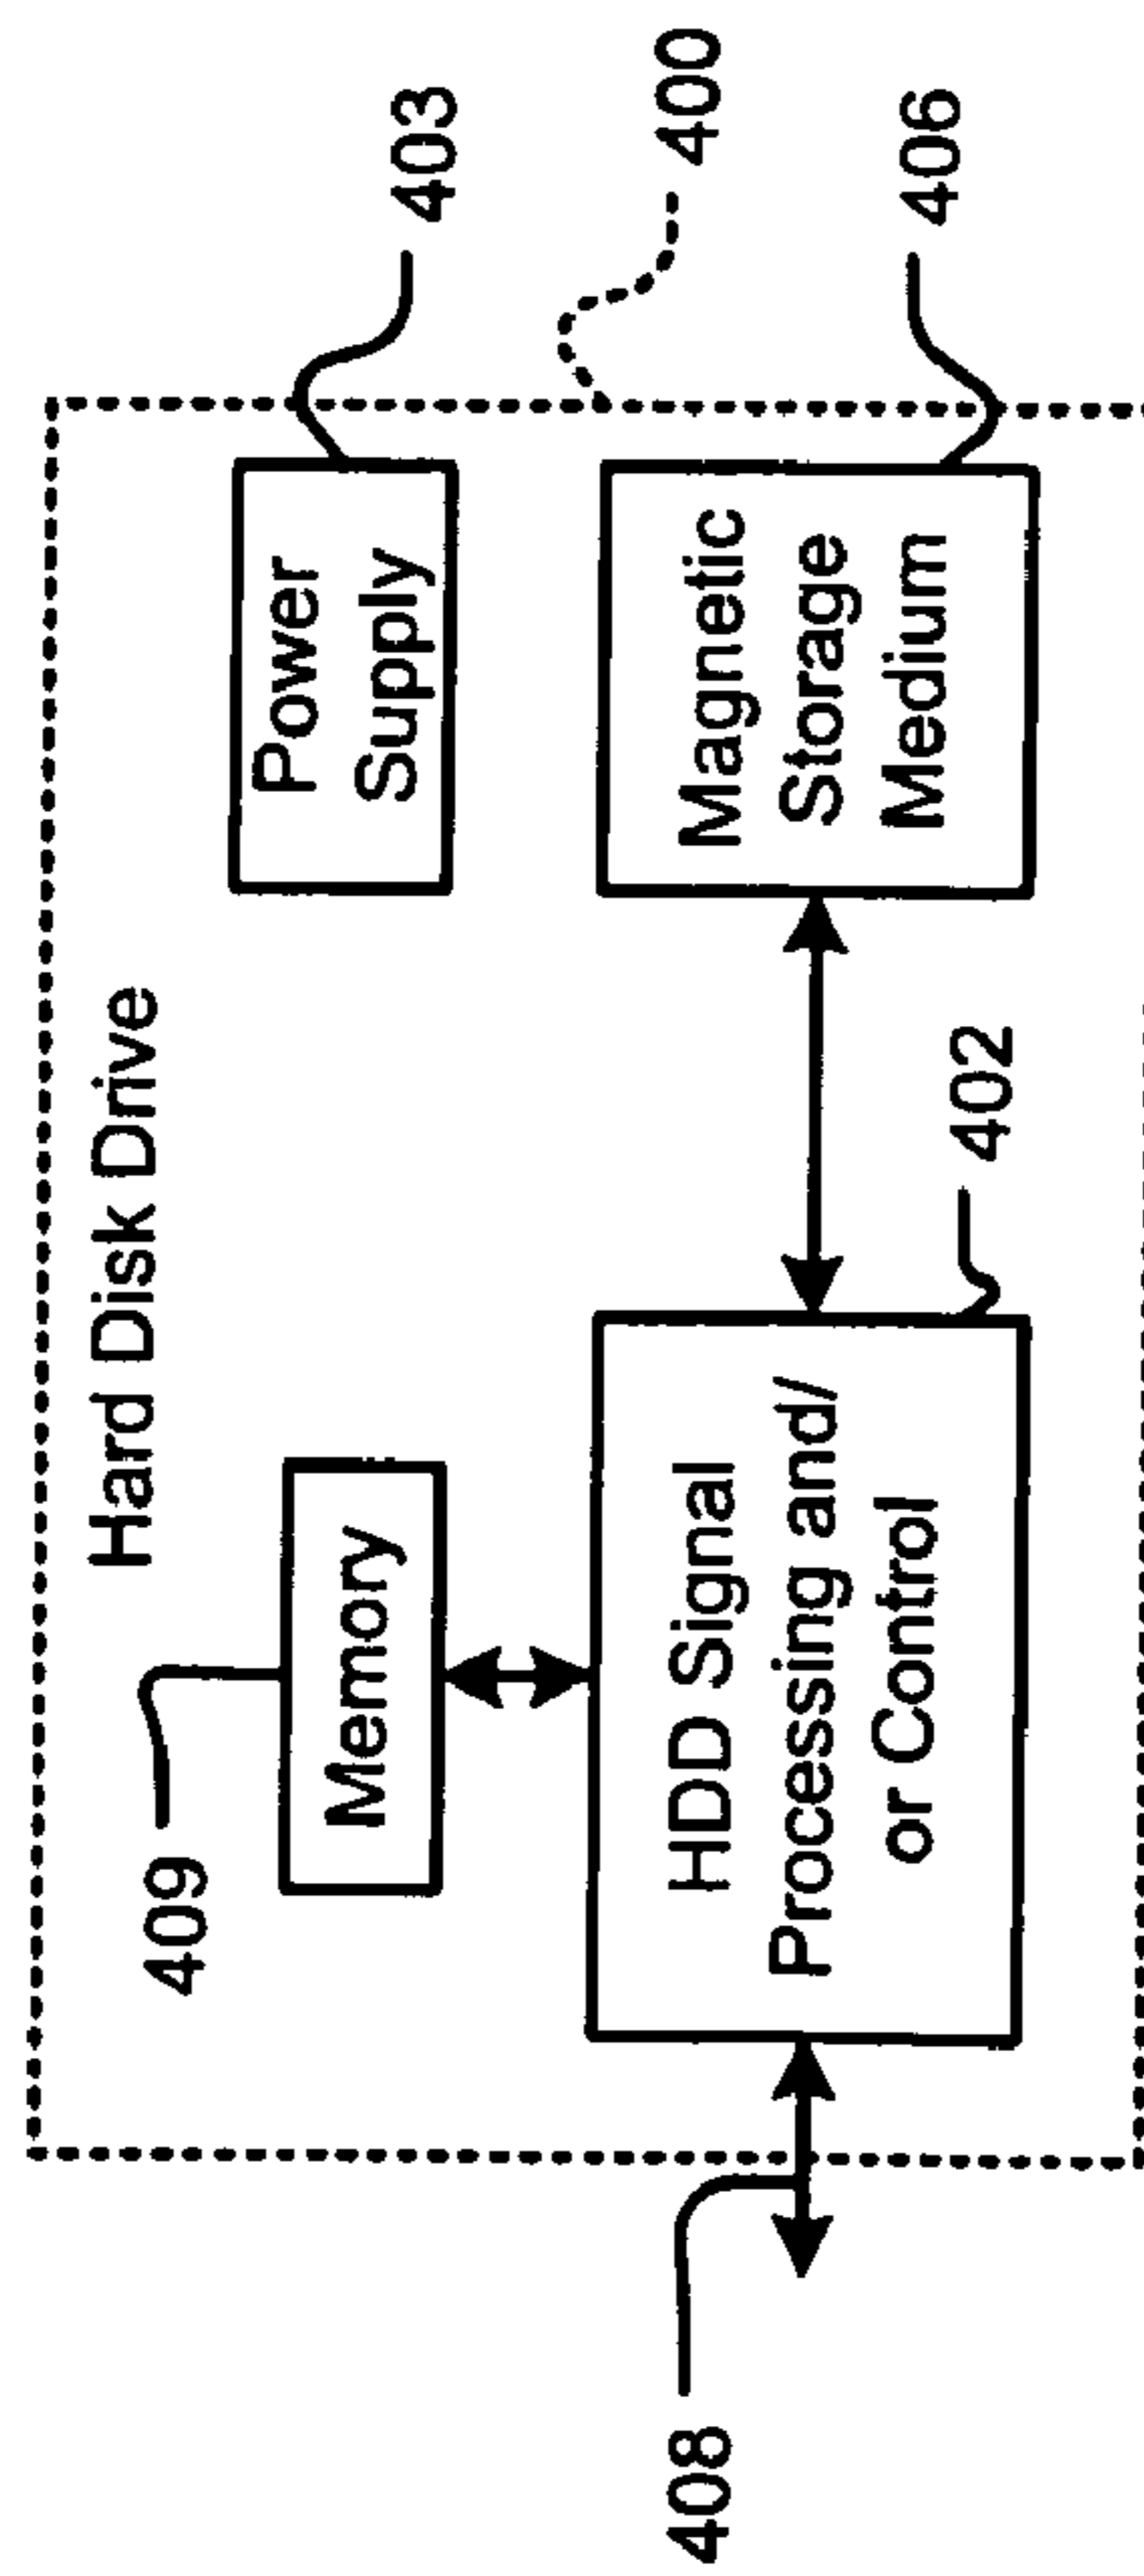 Hard Disk Drive
409
Memory
Power
Supply
403
400
408
HDD Signal
Processing and/
or Control
402
Magnetic
Storage
Medium
406